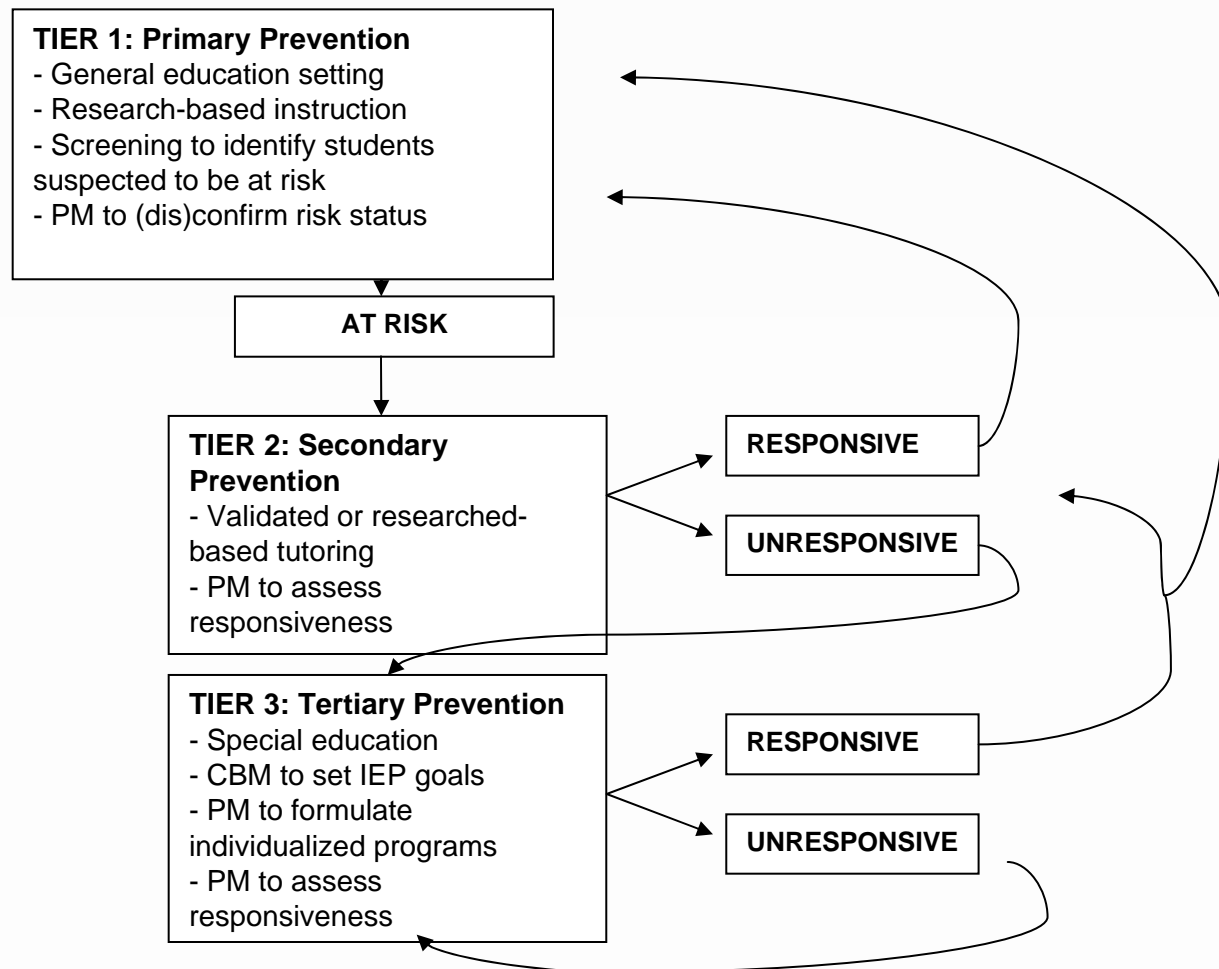 TIER 1: Primary Prevention
- General education setting
- Research-based instruction
- Screening to identify students
suspected to be at risk
- PM to (dis)confirm risk status
AT RISK
TIER 2: Secondary
Prevention
- Validated or researched-
based tutoring
- PM to assess
responsiveness
RESPONSIVE
UNRESPONSIVE
TIER 3: Tertiary Prevention
- Special education
- CBM to set IEP goals
- PM to formulate
individualized programs
- PM to assess
responsiveness
RESPONSIVE
UNRESPONSIVE